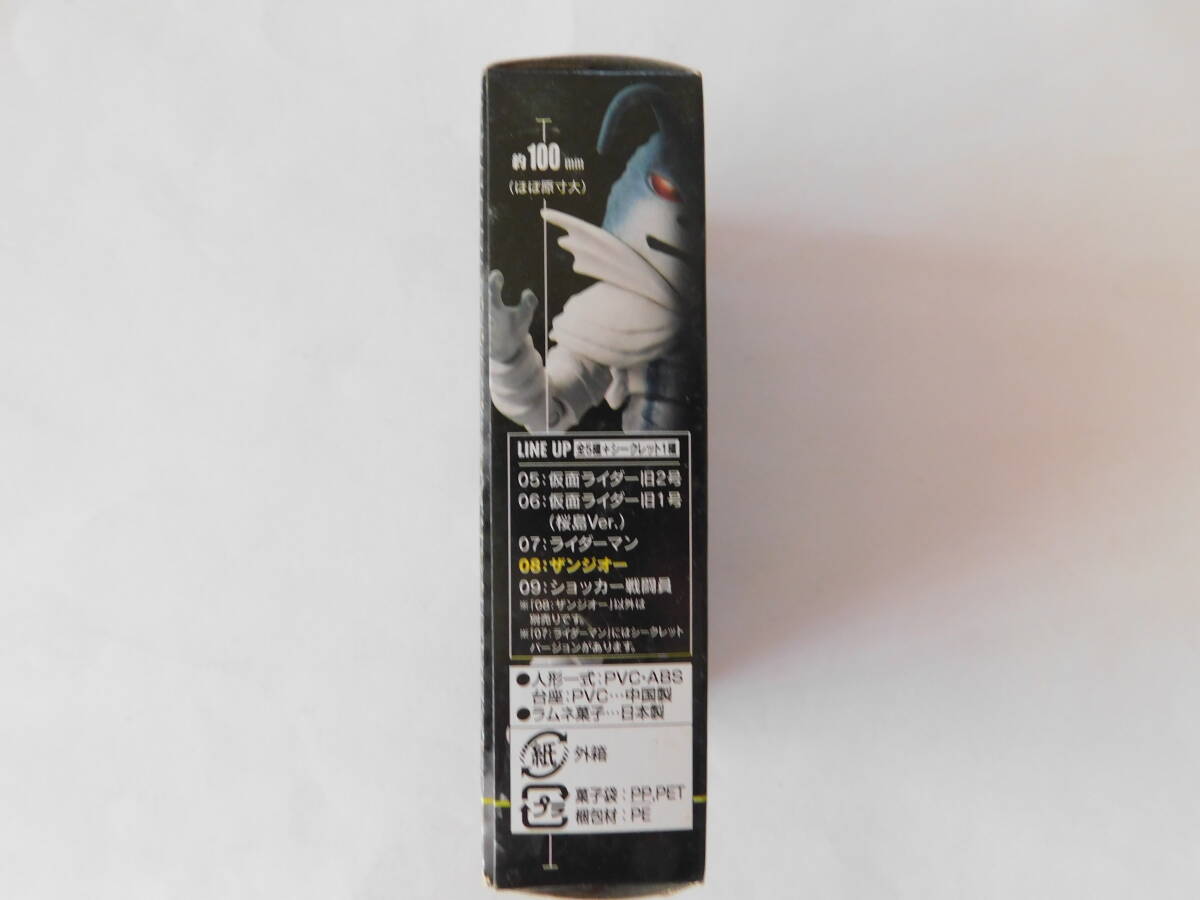 約100mm
(ほぼ原寸大)
LINE UP 全5種+シークレット1種
05:仮面ライダー旧2号
06:仮面ライダー旧1号
(桜島Ver.)
07:ライダーマン
08:ザンジオー
09:ショッカー戦闘員
※「08:ザンジオー」以外は
別売りです。
※「07:ライダーマン」にはシークレット
バージョンがあります。
●人形一式:PVC・ABS
台座:PVC…中国製
●ラムネ菓子…日本製
紙 外箱
プラ 菓子袋:PP,PET
梱包材:PE